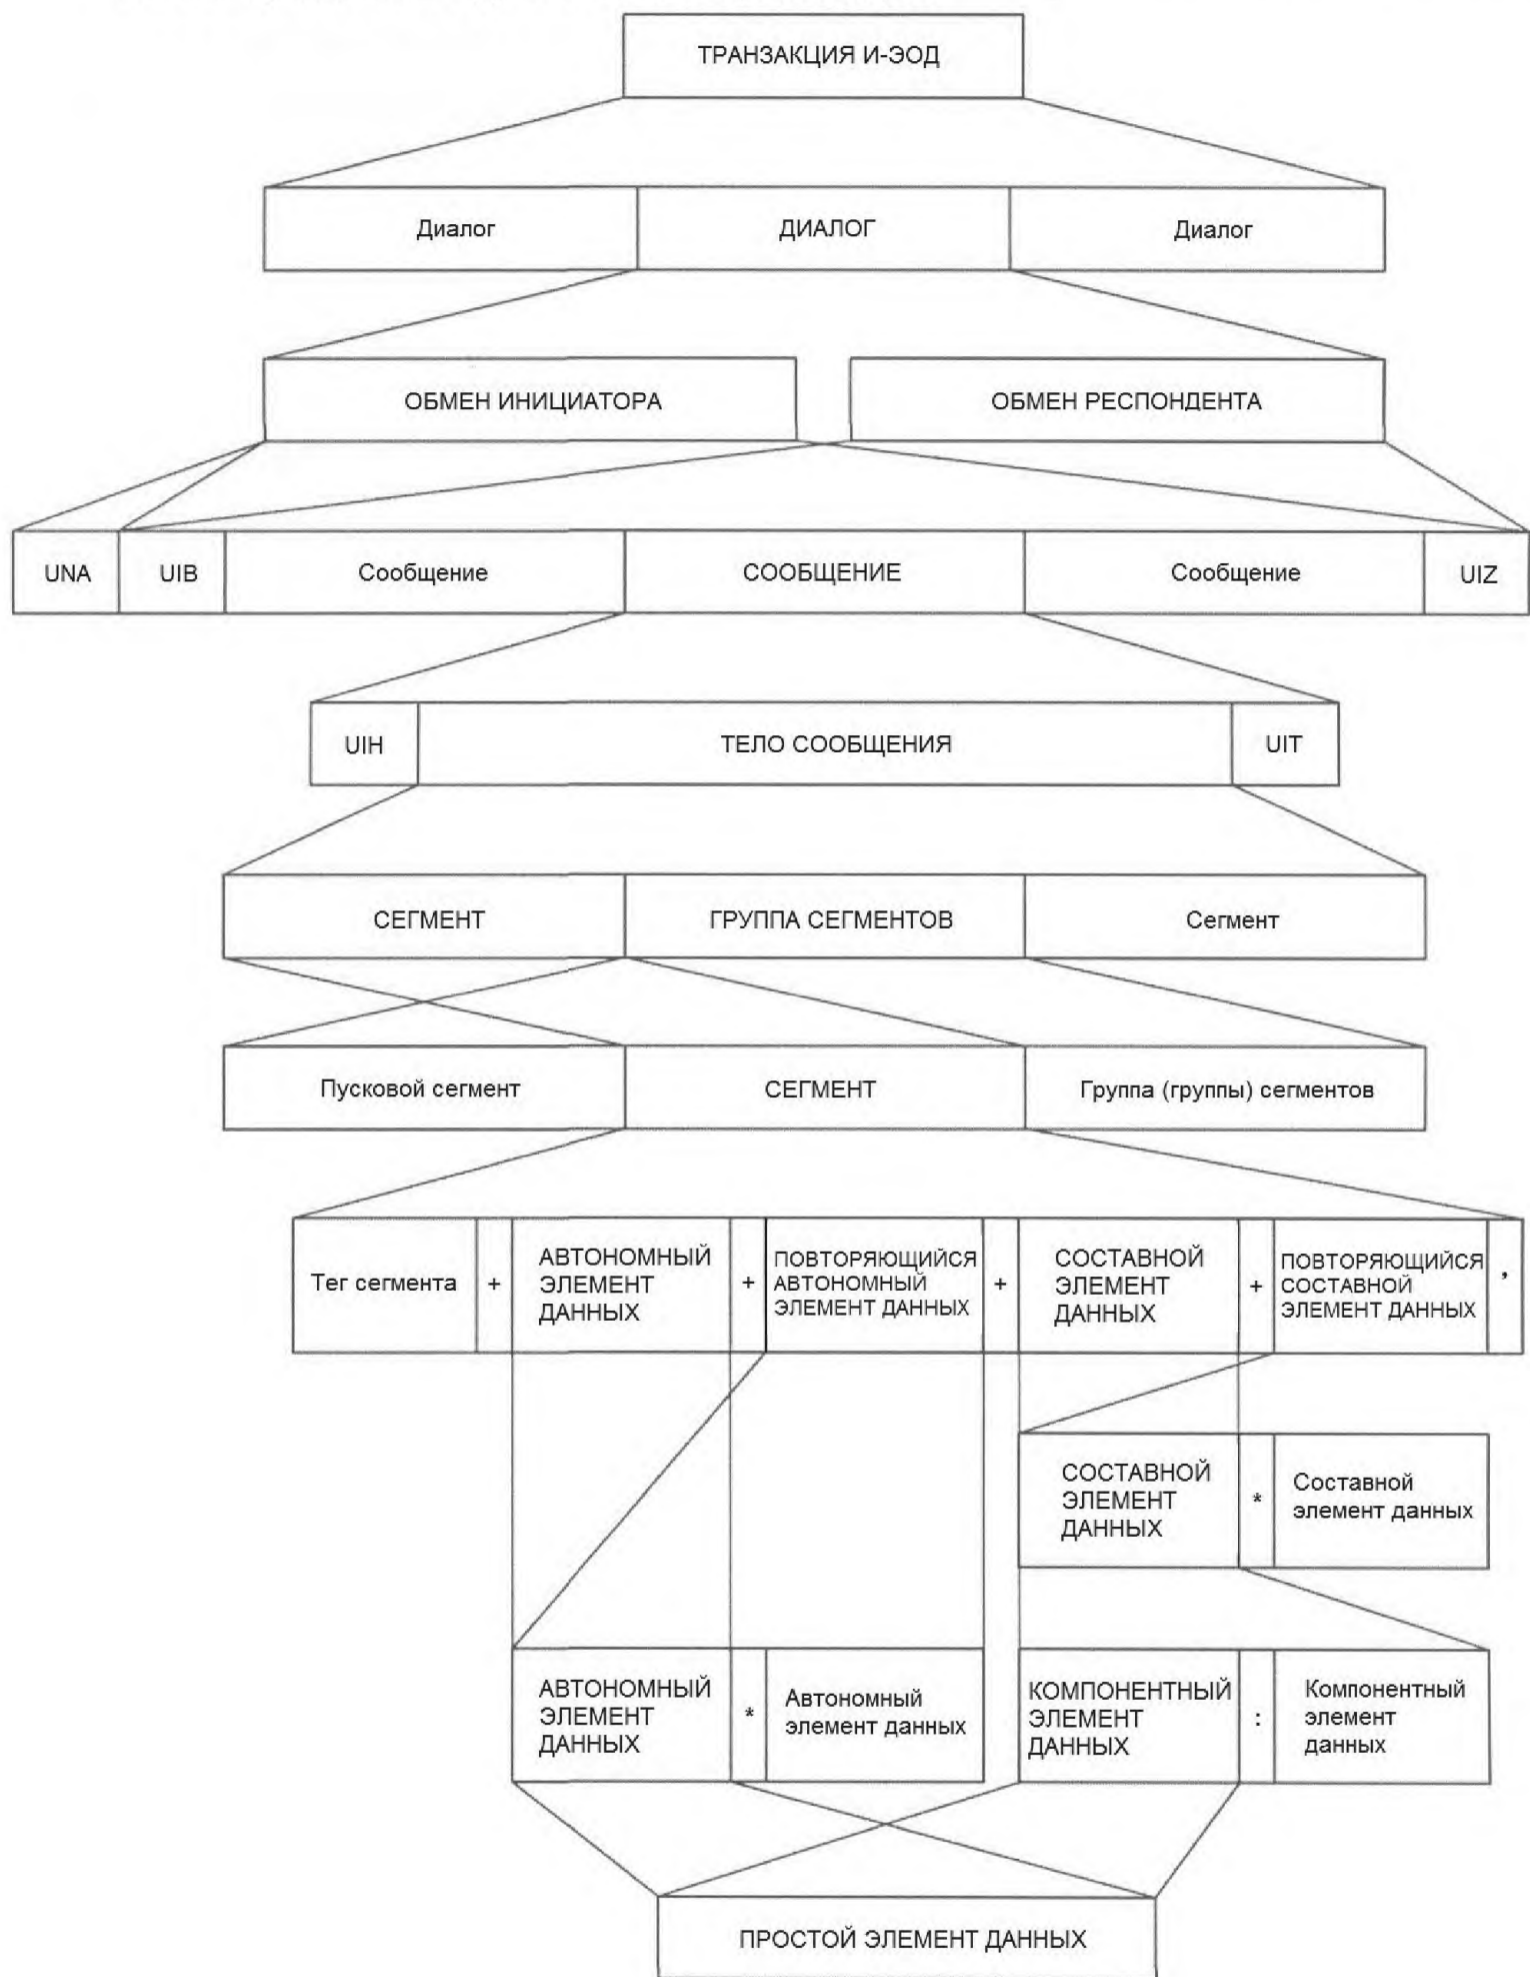 ТРАНЗАКЦИЯ И-ЭОД
Диалог
ДИАЛОГ
Диалог
ОБМЕН ИНИЦИАТОРА
ОБМЕН РЕСПОНДЕНТА
UNA
UIB
Сообщение
СООБЩЕНИЕ
Сообщение
UIZ
UIH
ТЕЛО СООБЩЕНИЯ
UIT
СЕГМЕНТ
ГРУППА СЕГМЕНТОВ
Сегмент
Пусковой сегмент
СЕГМЕНТ
Группа (группы) сегментов
Тег сегмента
+
АВТОНОМНЫЙ
ЭЛЕМЕНТ
ДАННЫХ
+
ПОВТОРЯЮЩИЙСЯ
АВТОНОМНЫЙ
ЭЛЕМЕНТ ДАННЫХ
+
СОСТАВНОЙ
ЭЛЕМЕНТ
ДАННЫХ
+
ПОВТОРЯЮЩИЙСЯ
СОСТАВНОЙ
ЭЛЕМЕНТ ДАННЫХ
,
СОСТАВНОЙ
ЭЛЕМЕНТ
ДАННЫХ
*
Составной
элемент данных
АВТОНОМНЫЙ
ЭЛЕМЕНТ
ДАННЫХ
*
Автономный
элемент данных
КОМПОНЕНТНЫЙ
ЭЛЕМЕНТ
ДАННЫХ
:
Компонентный
элемент
данных
ПРОСТОЙ ЭЛЕМЕНТ ДАННЫХ